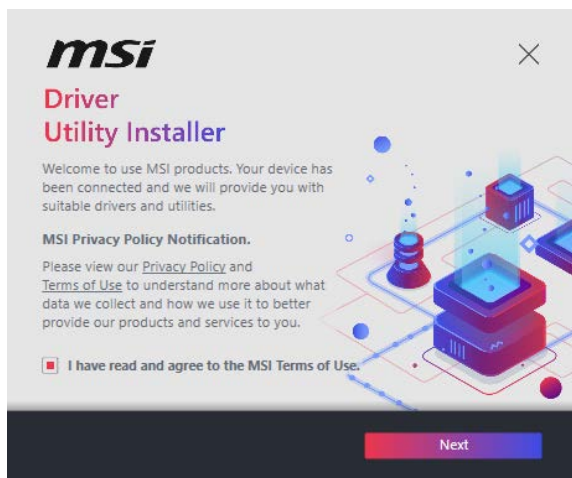 msi
Driver
Utility Installer
Welcome to use MSI products. Your device has
been connected and we will provide you with
suitable drivers and utilities.
MSI Privacy Policy Notification.
Please view our Privacy Policy and
Terms of Use to understand more about what
data we collect and how we use it to better
provide our products and services to you.
I have read and agree to the MSI Terms of Use.
Next